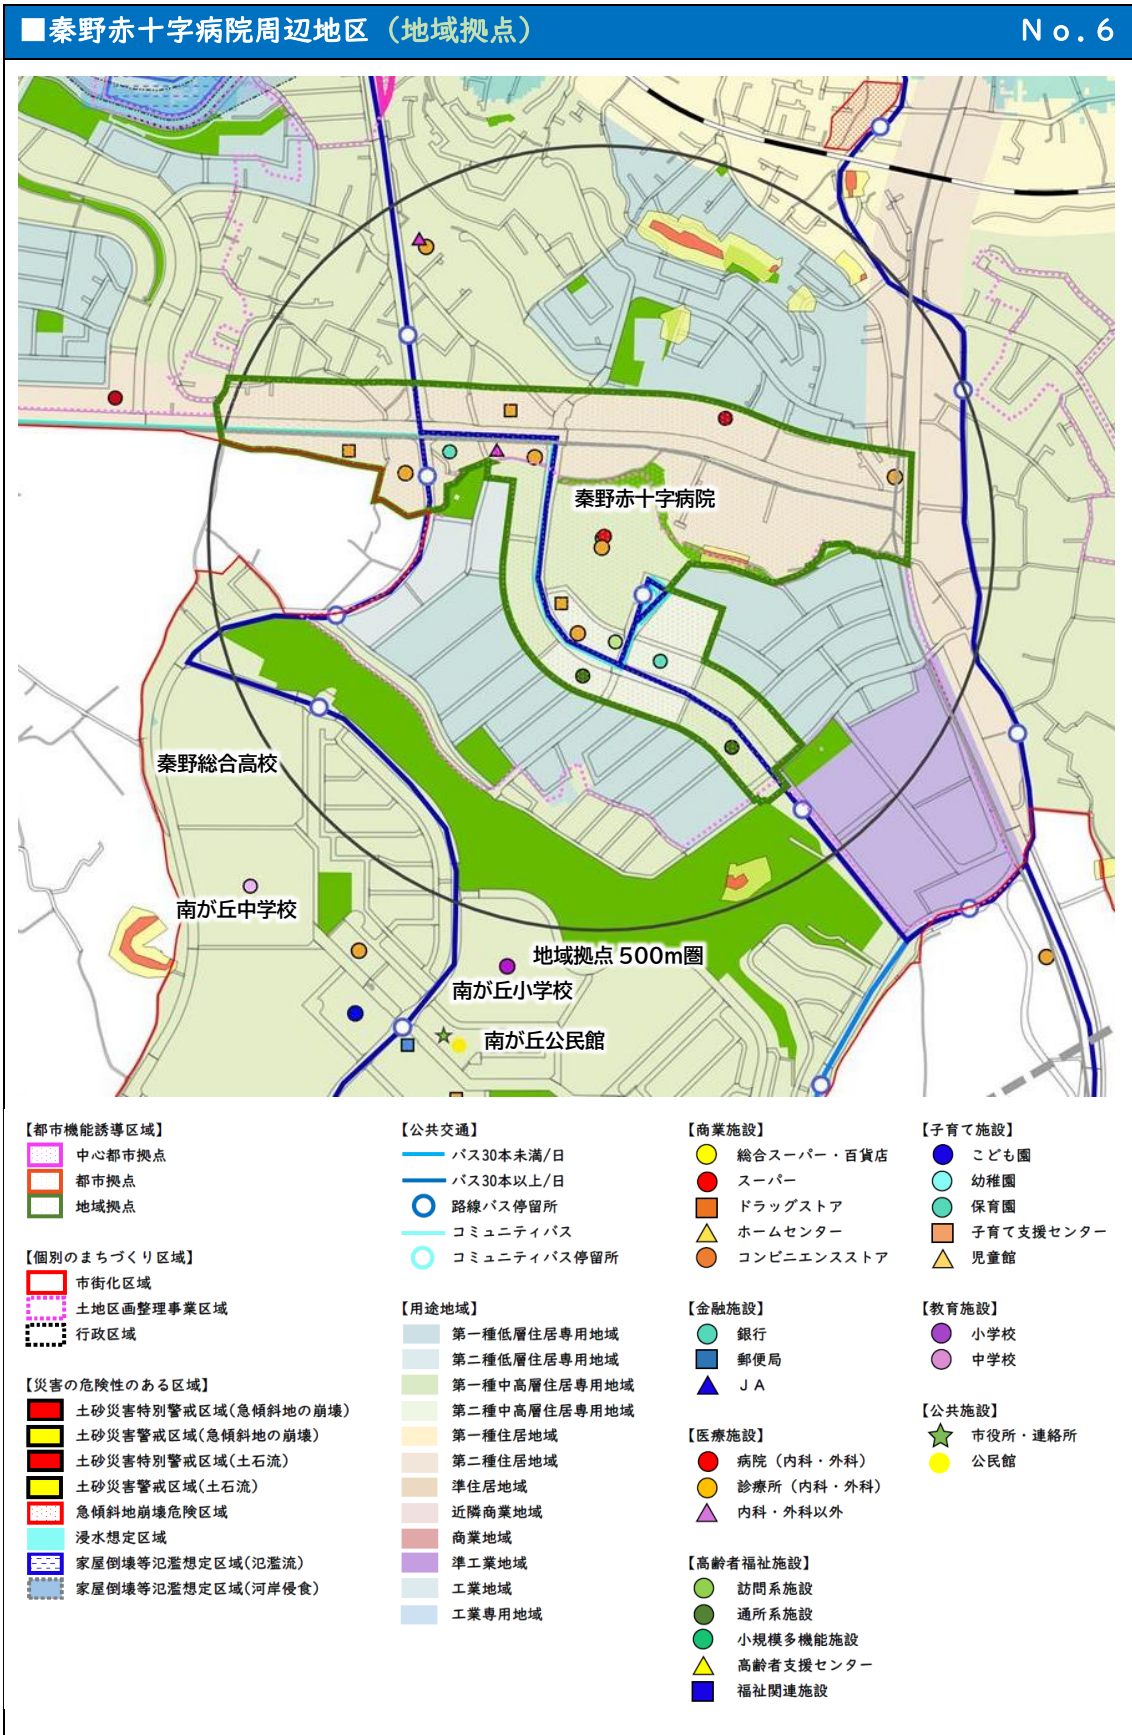 ■秦野赤十字病院周辺地区（地域拠点）
No.6
秦野赤十字病院
秦野総合高校
南が丘中学校
地域拠点 500m圏
南が丘小学校
南が丘公民館
【都市機能誘導区域】
中心都市拠点
都市拠点
地域拠点
【個別のまちづくり区域】
市街化区域
土地区画整理事業区域
行政区域
【災害の危険性のある区域】
土砂災害特別警戒区域(急傾斜地の崩壊)
土砂災害警戒区域(急傾斜地の崩壊)
土砂災害特別警戒区域(土石流)
土砂災害警戒区域(土石流)
急傾斜地崩壊危険区域
浸水想定区域
家屋倒壊等氾濫想定区域(氾濫流)
家屋倒壊等氾濫想定区域(河岸侵食)
【公共交通】
バス30本未満/日
バス30本以上/日
路線バス停留所
コミュニティバス
コミュニティバス停留所
【用途地域】
第一種低層住居専用地域
第二種低層住居専用地域
第一種中高層住居専用地域
第二種中高層住居専用地域
第一種住居地域
第二種住居地域
準住居地域
近隣商業地域
商業地域
準工業地域
工業地域
工業専用地域
【商業施設】
総合スーパー・百貨店
スーパー
ドラッグストア
ホームセンター
コンビニエンスストア
【金融施設】
銀行
郵便局
ＪＡ
【医療施設】
病院（内科・外科）
診療所（内科・外科）
内科・外科以外
【高齢者福祉施設】
訪問系施設
通所系施設
小規模多機能施設
高齢者支援センター
福祉関連施設
【子育て施設】
こども園
幼稚園
保育園
子育て支援センター
児童館
【教育施設】
小学校
中学校
【公共施設】
市役所・連絡所
公民館